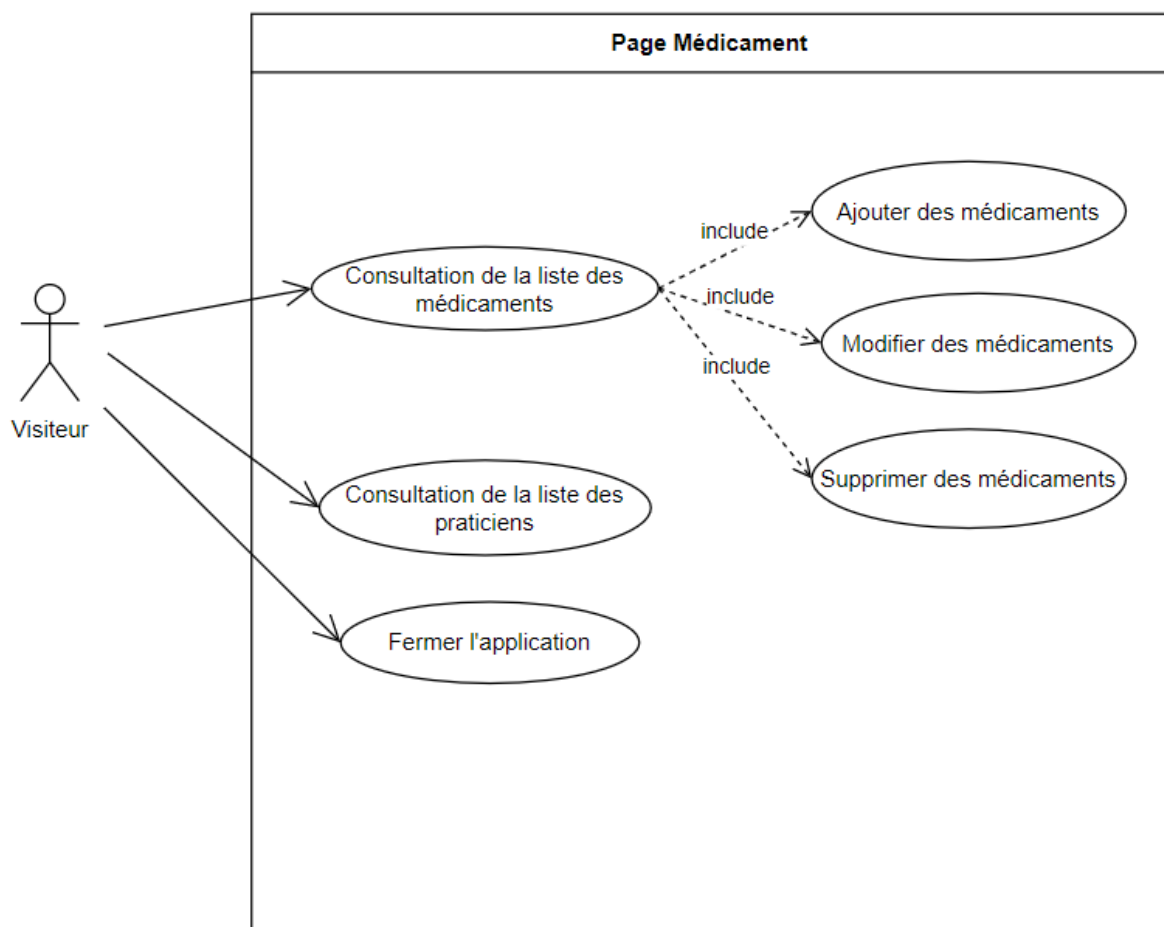 Page Médicament
Ajouter des médicaments
include
Consultation de la liste des
médicaments
include
Modifier des médicaments
include
Visiteur
Supprimer des médicaments
Consultation de la liste des
praticiens
Fermer l'application